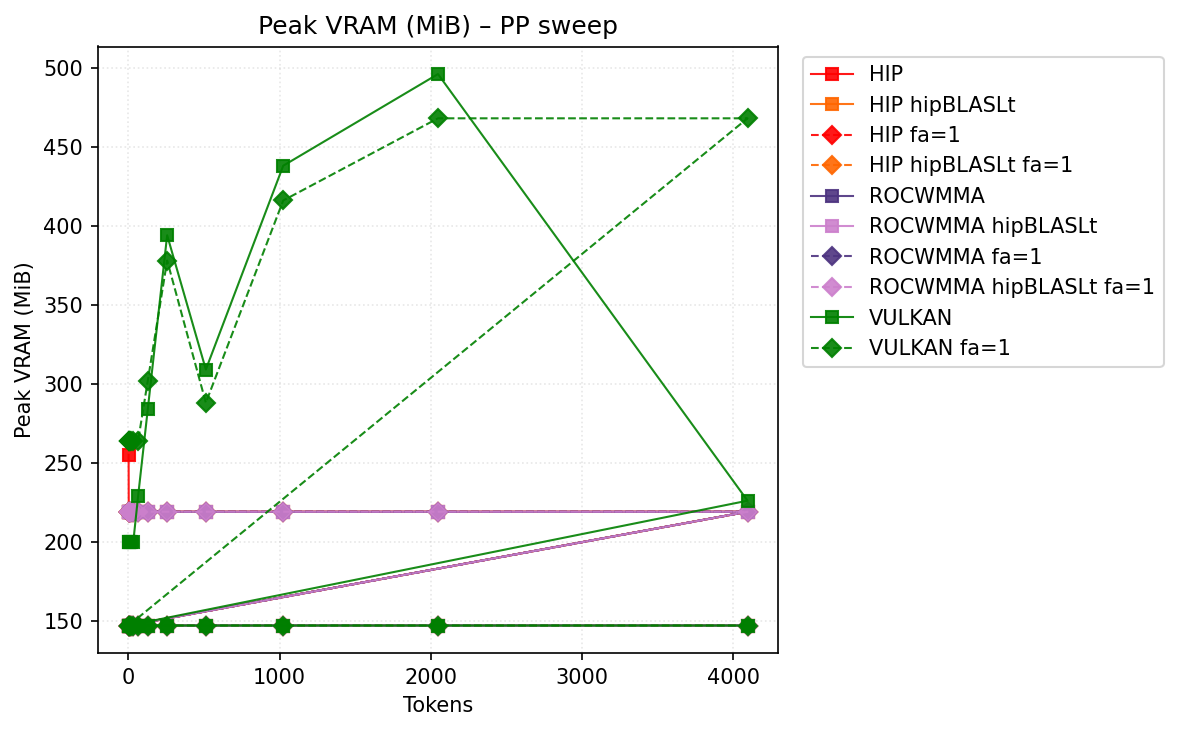 Peak VRAM (MiB) – PP sweep
Peak VRAM (MiB)
500
450
400
350
300
250
200
150
0 1000 2000 3000 4000
Tokens
HIP
HIP hipBLASLt
HIP fa=1
HIP hipBLASLt fa=1
ROCWMMA
ROCWMMA hipBLASLt
ROCWMMA fa=1
ROCWMMA hipBLASLt fa=1
VULKAN
VULKAN fa=1